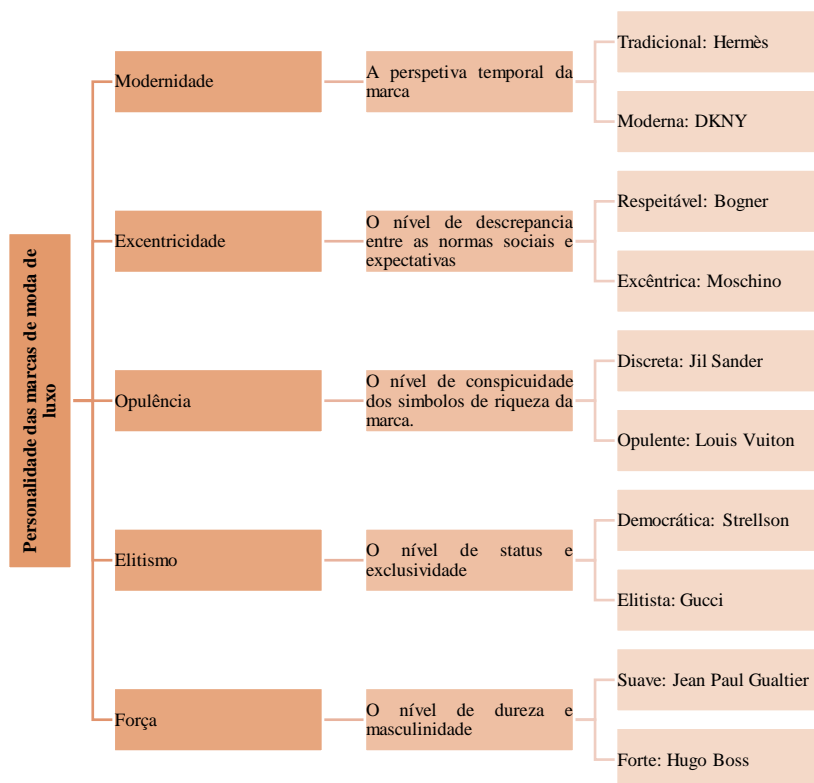 Personalidade das marcas de moda de
luxo
Modernidade
A perspetiva temporal da
marca
Tradicional: Hermès
Moderna: DKNY
Excentricidade
O nível de descrepancia
entre as normas sociais e
expectativas
Respeitável: Bogner
Excêntrica: Moschino
Opulência
O nível de conspicuidade
dos simbolos de riqueza da
marca.
Discreta: Jil Sander
Opulente: Louis Vuiton
Elitismo
O nível de status e
exclusividade
Democrática: Strellson
Elitista: Gucci
Força
O nível de dureza e
masculinidade
Suave: Jean Paul Gualtier
Forte: Hugo Boss